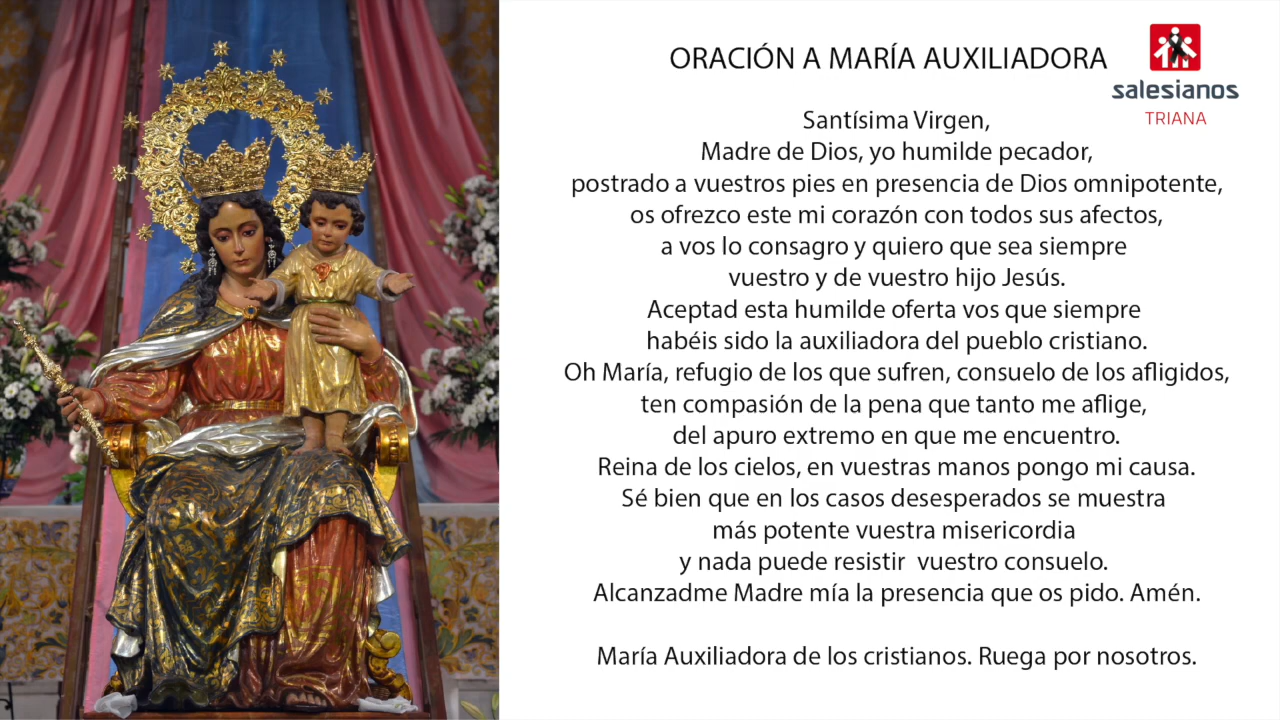 ORACIÓN A MARÍA AUXILIADORA
salesianos
TRIANA
Santísima Virgen,
Madre de Dios, yo humilde pecador,
postrado a vuestros pies en presencia de Dios omnipotente,
os ofrezco este mi corazón con todos sus afectos,
a vos lo consagro y quiero que sea siempre
vuestro y de vuestro hijo Jesús.
Aceptad esta humilde oferta vos que siempre
habéis sido la auxiliadora del pueblo cristiano.
Oh María, refugio de los que sufren, consuelo de los afligidos,
ten compasión de la pena que tanto me aflige,
del apuro extremo en que me encuentro.
Reina de los cielos, en vuestras manos pongo mi causa.
Sé bien que en los casos desesperados se muestra
más potente vuestra misericordia
y nada puede resistir vuestro consuelo.
Alcanzadme Madre mía la presencia que os pido. Amén.
María Auxiliadora de los cristianos. Ruega por nosotros.